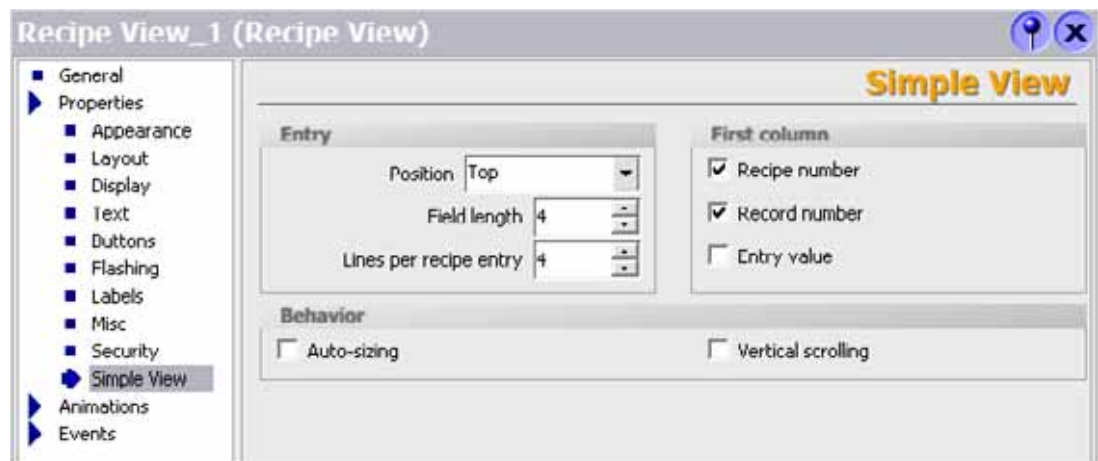 Recipe View_1 (Recipe View)
General
Properties
Appearance
Layout
Display
Text
Buttons
Flashing
Labels
Misc
Security
Simple View
Animations
Events
Simple View
Entry
Position Top
Field length 4
Lines per recipe entry 4
First column
Recipe number
Record number
Entry value
Behavior
Auto-sizing
Vertical scrolling